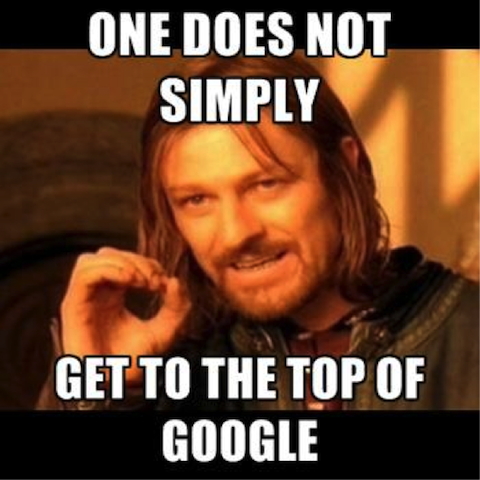 ONE DOES NOT
SIMPLY
GET TO THE TOP OF
GOOGLE